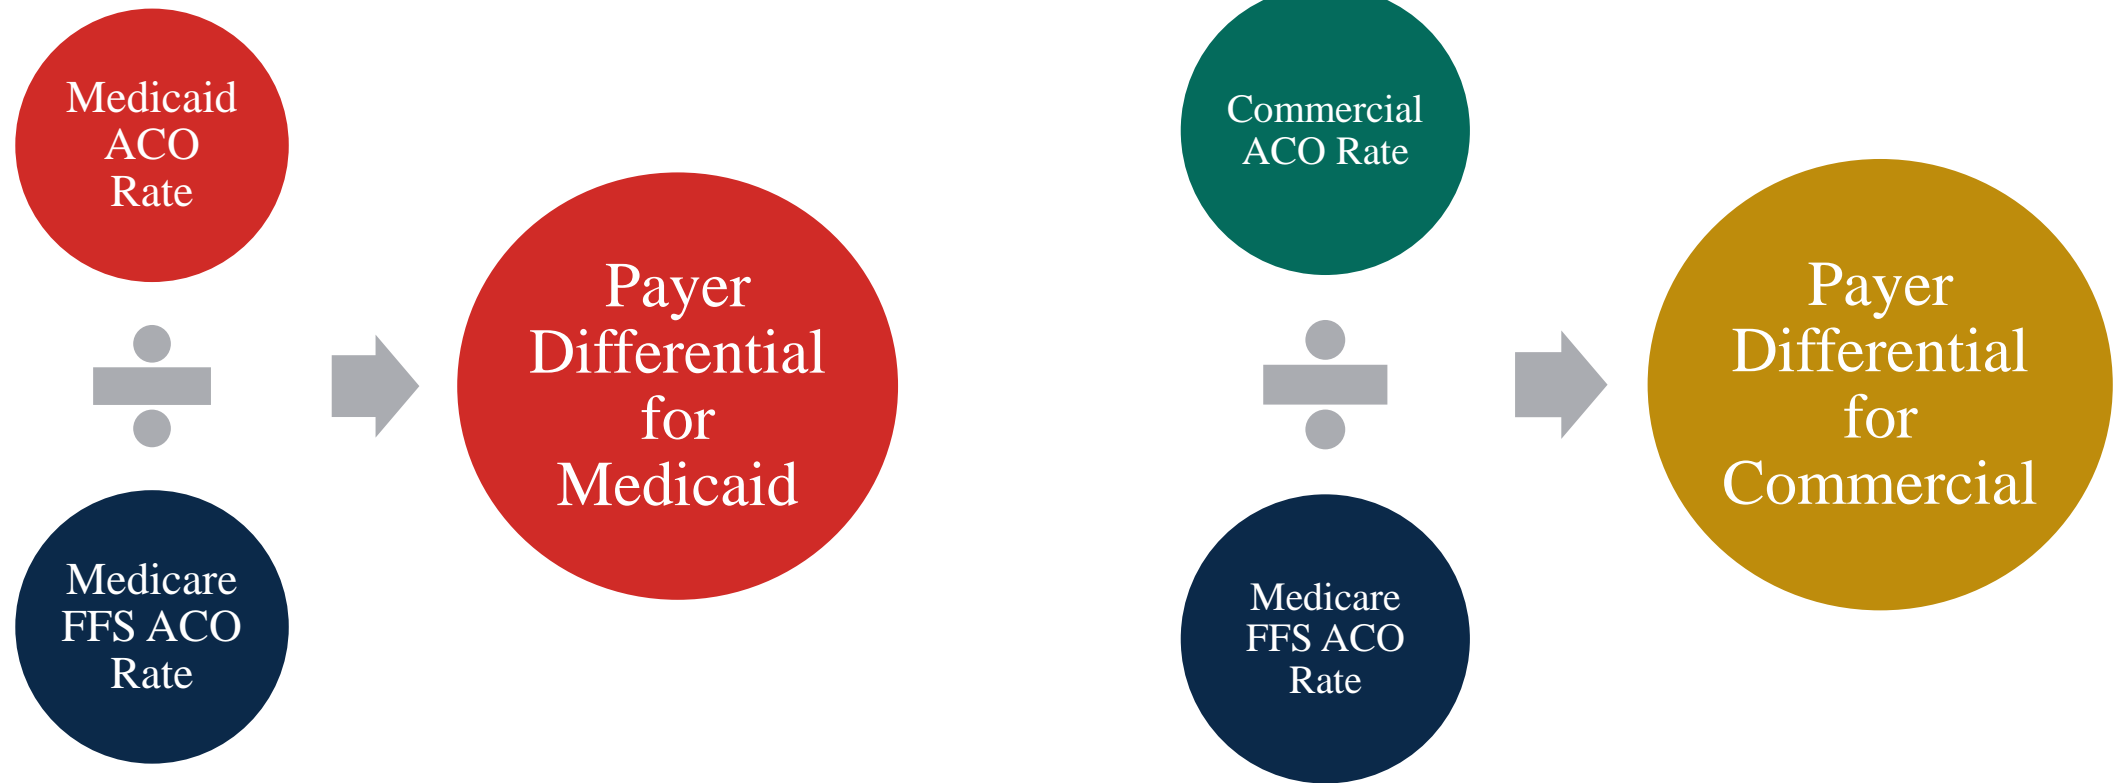 Medicaid
ACO
Rate
Medicare
FFS ACO
Rate
Payer
Differential
for
Medicaid
Commercial
ACO Rate
Medicare
FFS ACO
Rate
Payer
Differential
for
Commercial